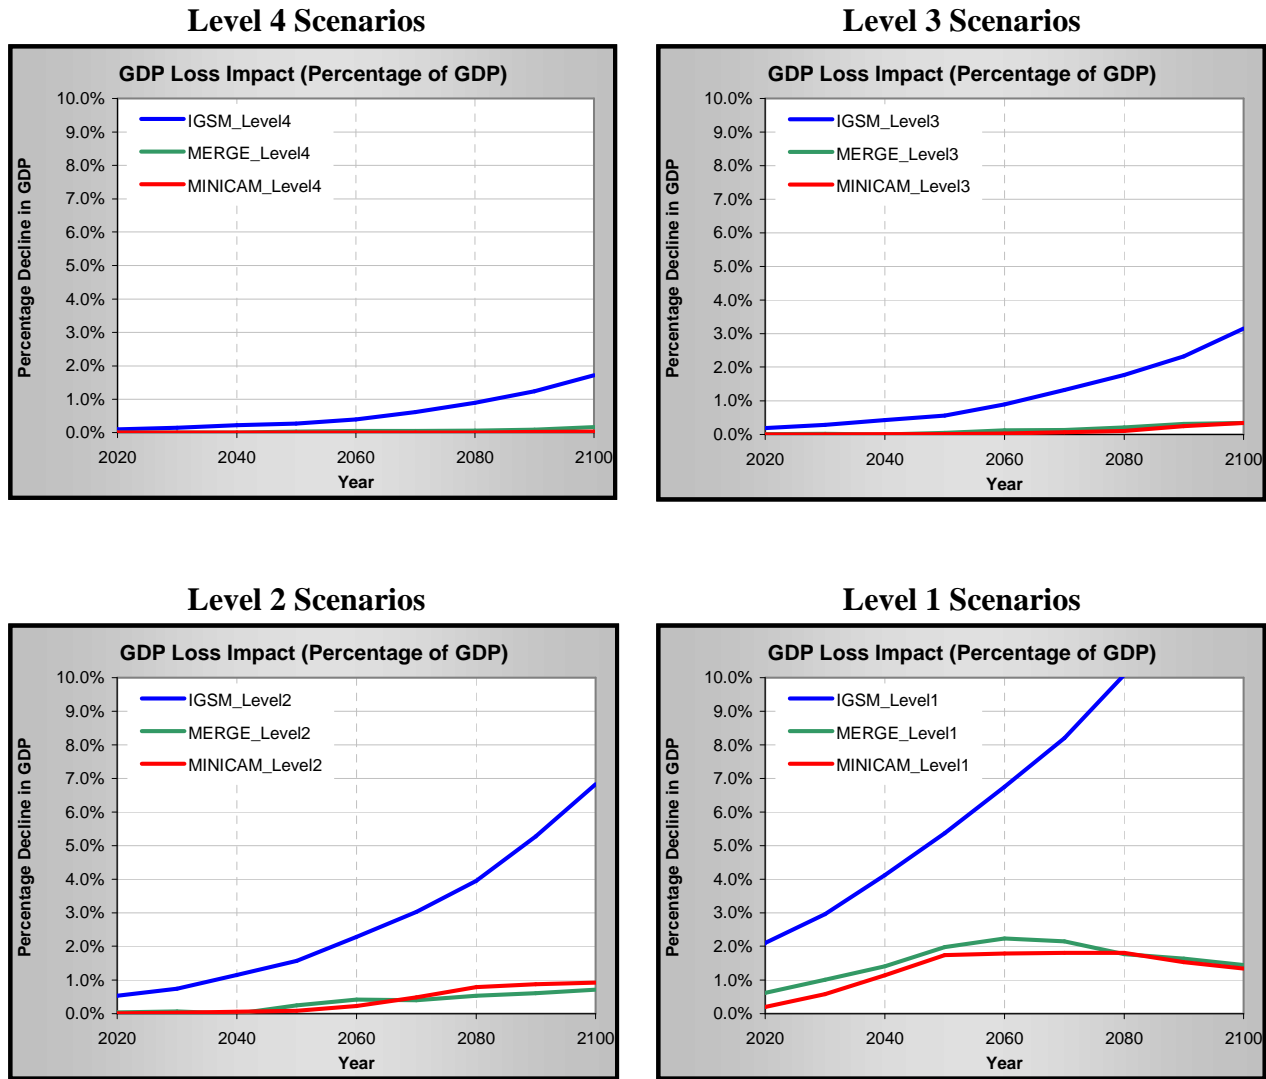 Level 4 Scenarios
GDP Loss Impact (Percentage of GDP)
Percentage Decline in GDP
10.0%
9.0%
8.0%
7.0%
6.0%
5.0%
4.0%
3.0%
2.0%
1.0%
0.0%
IGSM_Level4
MERGE_Level4
MINICAM_Level4
2020 2040 2060 2080 2100
Year
Level 3 Scenarios
GDP Loss Impact (Percentage of GDP)
Percentage Decline in GDP
10.0%
9.0%
8.0%
7.0%
6.0%
5.0%
4.0%
3.0%
2.0%
1.0%
0.0%
IGSM_Level3
MERGE_Level3
MINICAM_Level3
2020 2040 2060 2080 2100
Year
Level 2 Scenarios
GDP Loss Impact (Percentage of GDP)
Percentage Decline in GDP
10.0%
9.0%
8.0%
7.0%
6.0%
5.0%
4.0%
3.0%
2.0%
1.0%
0.0%
IGSM_Level2
MERGE_Level2
MINICAM_Level2
2020 2040 2060 2080 2100
Year
Level 1 Scenarios
GDP Loss Impact (Percentage of GDP)
Percentage Decline in GDP
10.0%
9.0%
8.0%
7.0%
6.0%
5.0%
4.0%
3.0%
2.0%
1.0%
0.0%
IGSM_Level1
MERGE_Level1
MINICAM_Level1
2020 2040 2060 2080 2100
Year